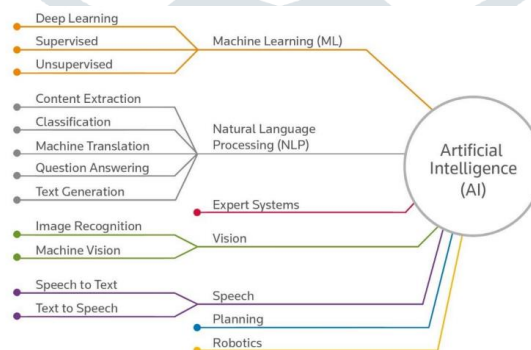 Deep Learning
Supervised
Unsupervised
Machine Learning (ML)
Content Extraction
Classification
Machine Translation
Question Answering
Text Generation
Natural Language
Processing (NLP)
Expert Systems
Image Recognition
Machine Vision
Vision
Speech to Text
Text to Speech
Speech
Planning
Robotics
Artificial
Intelligence
(AI)